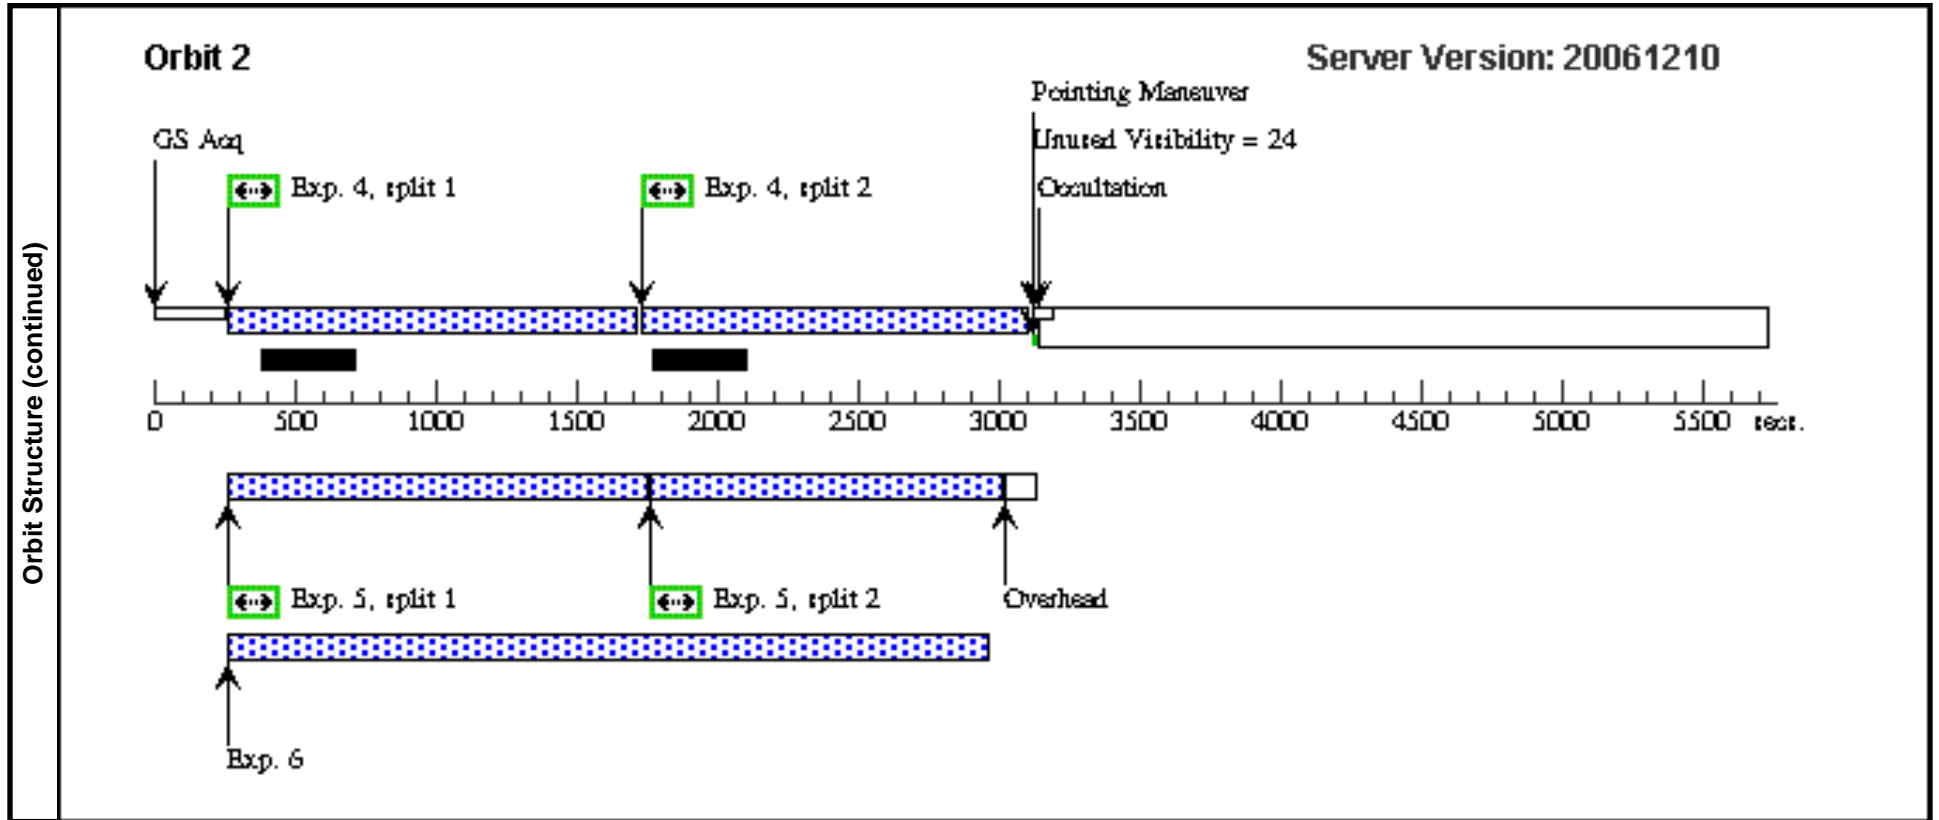 Orbit Structure (continued)
Orbit 2
Server Version: 20061210
Pointing Maneuver
GS Acq
Unused Visibility = 24
Exp. 4, split 1
Exp. 4, split 2
Occultation
0 500 1000 1500 2000 2500 3000 3500 4000 4500 5000 5500 secs.
Exp. 5, split 1
Exp. 5, split 2
Overhead
Exp. 6